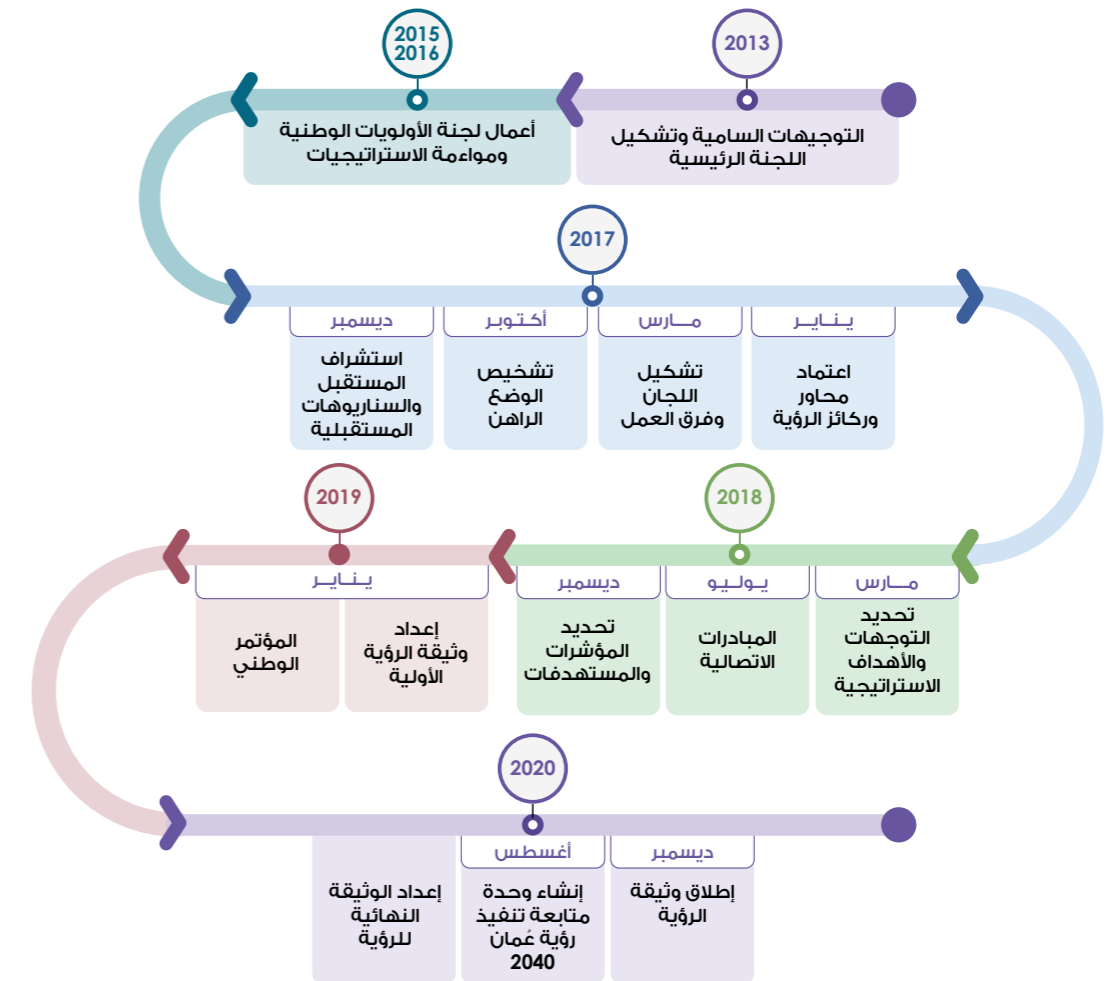 2013
التوجيهات السامية وتشكيل
اللجنة الرئيسية
2015
2016
أعمال لجنة الأولويات الوطنية
ومواءمة الاستراتيجيات
2017
يـنـايـر
اعتماد
محاور
وركائز الرؤية
مــارس
تشكيل
اللجان
وفرق العمل
أكـتوبـر
تشخيص
الوضع
الراهن
ديسمبر
استشراف
المستقبل
والسناريوهات
المستقبلية
2018
مــارس
تحديد
التوجهات
والأهداف
الاستراتيجية
يـولـيـو
المبادرات
الاتصالية
ديسمبر
تحديد
المؤشرات
والمستهدفات
2019
يـنـايــر
إعداد
وثيقة الرؤية
الأولية
المؤتمر
الوطني
2020
إعداد الوثيقة
النهائية
للرؤية
أغسطس
إنشاء وحدة
متابعة تنفيذ
رؤية عُمان
2040
ديسمبر
إطلاق وثيقة
الرؤية